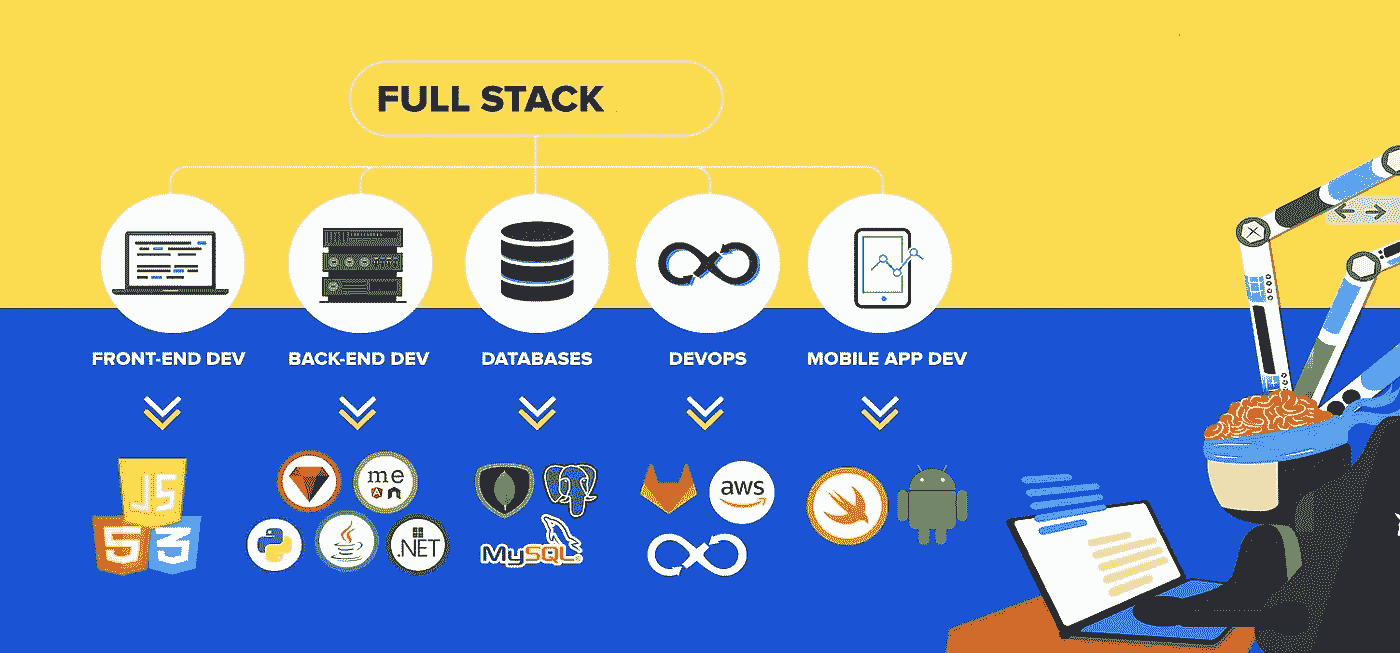 FULL STACK
FRONT-END DEV
BACK-END DEV
DATABASES
DEVOPS
MOBILE APP DEV
JS
5
3
me
.NET
MySQL
aws